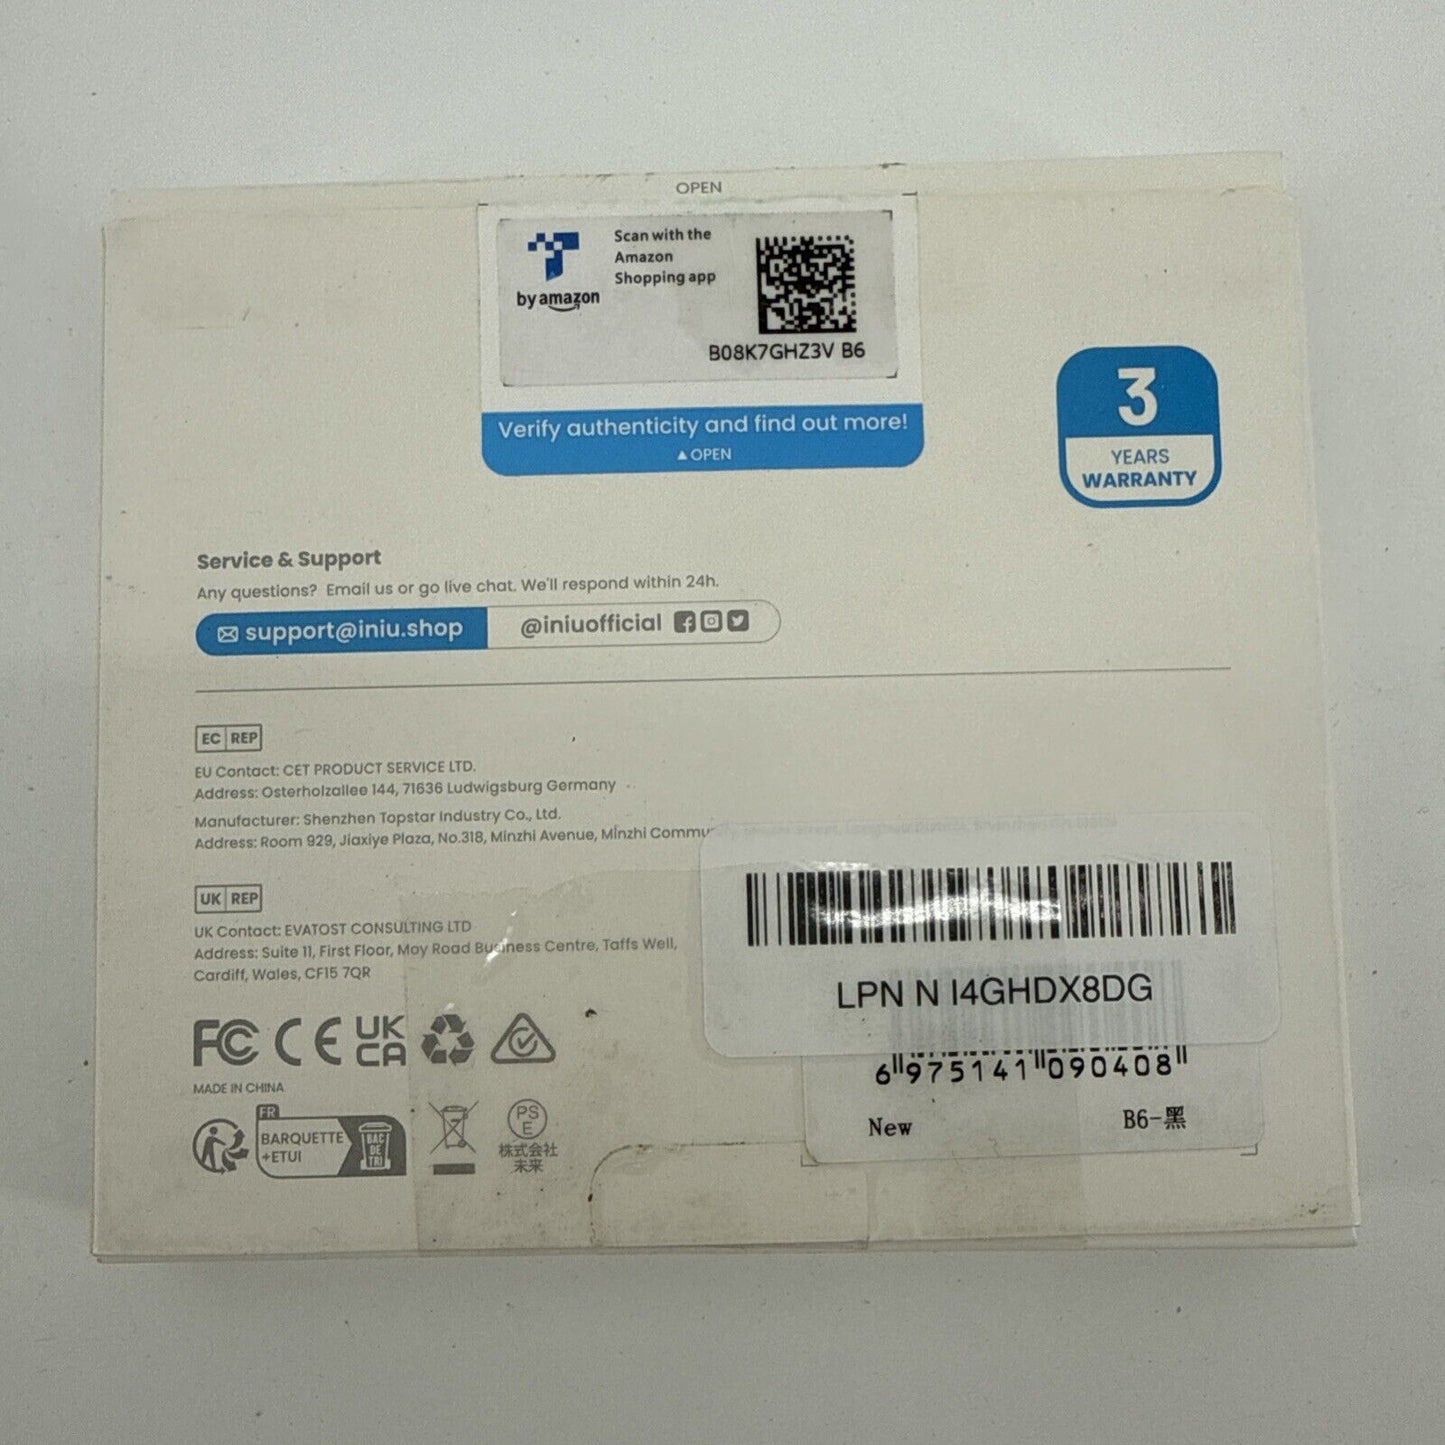 OPEN
Scan with the
Amazon
Shopping app
by amazon
B08K7GHZ3V B6
Verify authenticity and find out more!
▲OPEN
3
YEARS
WARRANTY
Service & Support
Any questions? Email us or go live chat. We'll respond within 24h.
support@iniu.shop
@iniuofficial
EC REP
EU Contact: CET PRODUCT SERVICE LTD.
Address: Osterholzallee 144, 71636 Ludwigsburg Germany
Manufacturer: Shenzhen Topstar Industry Co., Ltd.
Address: Room 929, Jiaxiye Plaza, No.318, Minzhi Avenue, Minzhi
UK REP
UK Contact: EVATOST CONSULTING LTD
Address: Suite 11, First Floor, Moy Road Business Centre, Taffs Well,
Cardiff, Wales, CF15 7QR
LPN N I4GHDX8DG
FC CE UK
CA
6 975141 090408
MADE IN CHINA
New
B6-黑
FR
BARQUETTE
+ETUI
BAC
DE
TRI
PS
E
株式会社
未来